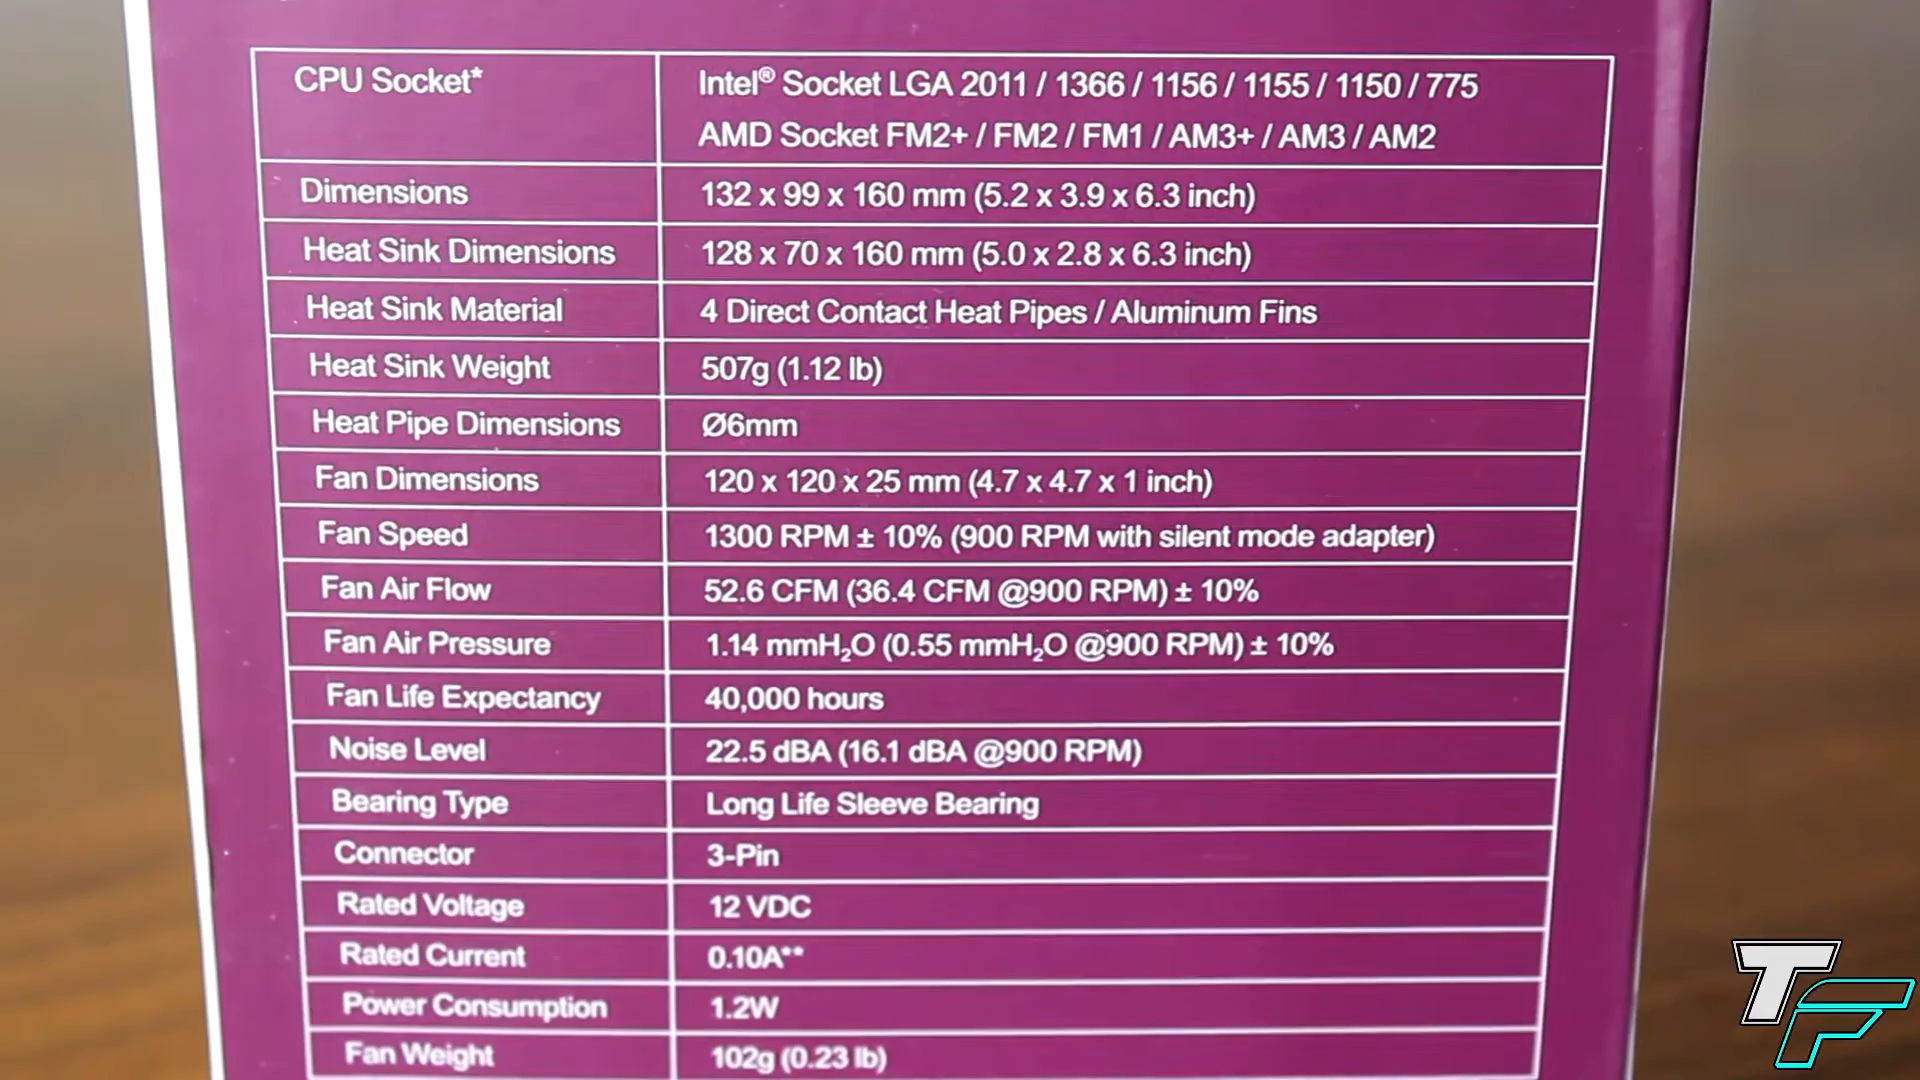 CPU Socket*
Intel® Socket LGA 2011 / 1366 / 1156 / 1155 / 1150 / 775
AMD Socket FM2+ / FM2 / FM1 / AM3+ / AM3 / AM2
Dimensions
132 x 99 x 160 mm (5.2 x 3.9 x 6.3 inch)
Heat Sink Dimensions
128 x 70 x 160 mm (5.0 x 2.8 x 6.3 inch)
Heat Sink Material
4 Direct Contact Heat Pipes / Aluminum Fins
Heat Sink Weight
507g (1.12 lb)
Heat Pipe Dimensions
Ø6mm
Fan Dimensions
120 x 120 x 25 mm (4.7 x 4.7 x 1 inch)
Fan Speed
1300 RPM ± 10% (900 RPM with silent mode adapter)
Fan Air Flow
52.6 CFM (36.4 CFM @900 RPM) ± 10%
Fan Air Pressure
1.14 mmH₂O (0.55 mmH₂O @900 RPM) ± 10%
Fan Life Expectancy
40,000 hours
Noise Level
22.5 dBA (16.1 dBA @900 RPM)
Bearing Type
Long Life Sleeve Bearing
Connector
3-Pin
Rated Voltage
12 VDC
Rated Current
0.10A**
Power Consumption
1.2W
Fan Weight
102g (0.23 lb)
TF